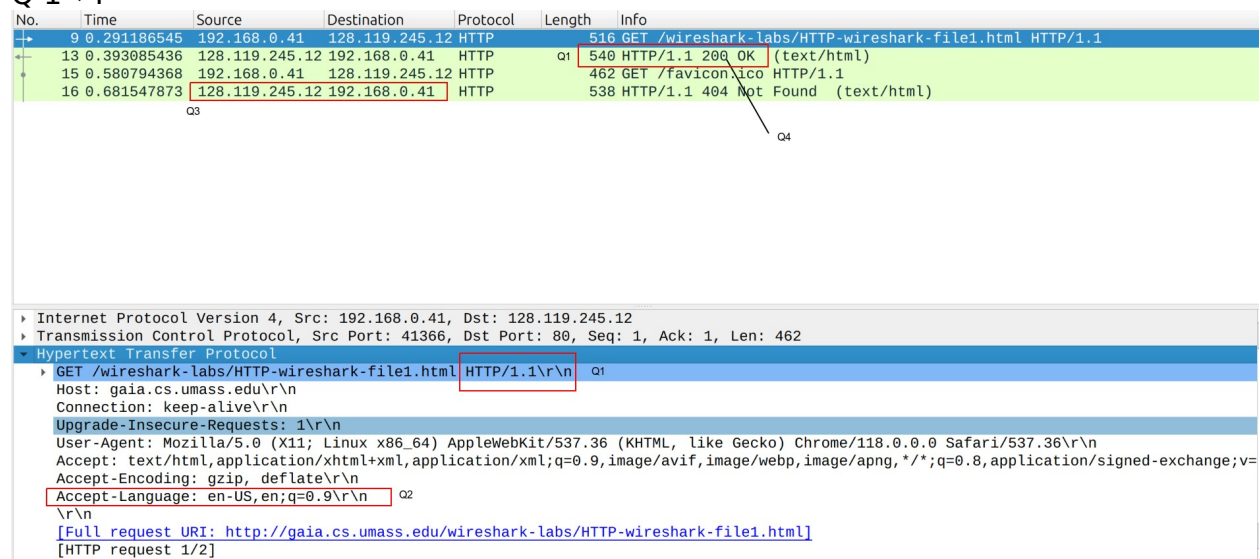 No. Time Source Destination Protocol Length Info
9 0.291186545 192.168.0.41 128.119.245.12 HTTP 516 GET /wireshark-labs/HTTP-wireshark-file1.html HTTP/1.1
13 0.393085436 128.119.245.12 192.168.0.41 HTTP Q1 540 HTTP/1.1 200 OK (text/html)
15 0.580794368 192.168.0.41 128.119.245.12 HTTP 462 GET /favicon.ico HTTP/1.1
16 0.681547873 128.119.245.12 192.168.0.41 HTTP 538 HTTP/1.1 404 Not Found (text/html)
Q3
Q4
Internet Protocol Version 4, Src: 192.168.0.41, Dst: 128.119.245.12
Transmission Control Protocol, Src Port: 41366, Dst Port: 80, Seq: 1, Ack: 1, Len: 462
Hypertext Transfer Protocol
GET /wireshark-labs/HTTP-wireshark-file1.html HTTP/1.1\r\n Q1
Host: gaia.cs.umass.edu\r\n
Connection: keep-alive\r\n
Upgrade-Insecure-Requests: 1\r\n
User-Agent: Mozilla/5.0 (X11; Linux x86_64) AppleWebKit/537.36 (KHTML, like Gecko) Chrome/118.0.0.0 Safari/537.36\r\n
Accept: text/html,application/xhtml+xml,application/xml;q=0.9,image/avif,image/webp,image/apng,*/*;q=0.8,application/signed-exchange;v=
Accept-Encoding: gzip, deflate\r\n
Accept-Language: en-US,en;q=0.9\r\n Q2
\r\n
[Full request URI: http://gaia.cs.umass.edu/wireshark-labs/HTTP-wireshark-file1.html]
[HTTP request 1/2]